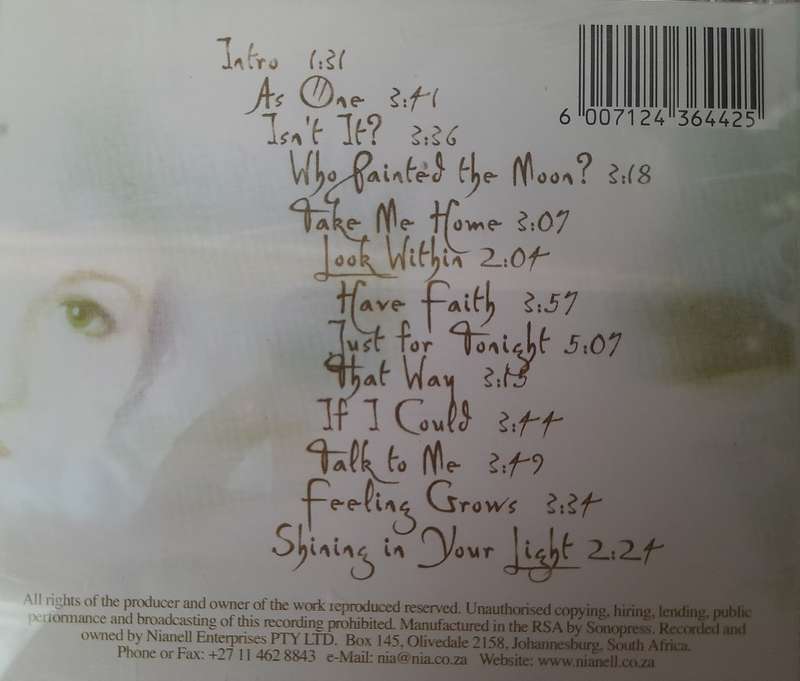 Intro 1:31
As One 3:41
Isn't It? 3:36
Who Painted the Moon? 3:18
Take Me Home 3:07
Look Within 2:04
Have Faith 3:57
Just for Tonight 5:07
That Way 3:15
If I Could 3:44
Talk to Me 3:49
Feeling Grows 3:34
Shining in Your Light 2:24
6 007124 364425
All rights of the producer and owner of the work reproduced reserved. Unauthorised copying, hiring, lending, public
performance and broadcasting of this recording prohibited. Manufactured in the RSA by Sonopress. Recorded and
owned by Nianell Enterprises PTY LTD. Box 145, Olivedale 2158, Johannesburg, South Africa.
Phone or Fax: +27 11 462 8843 e-Mail: nia@nia.co.za Website: www.nianell.co.za